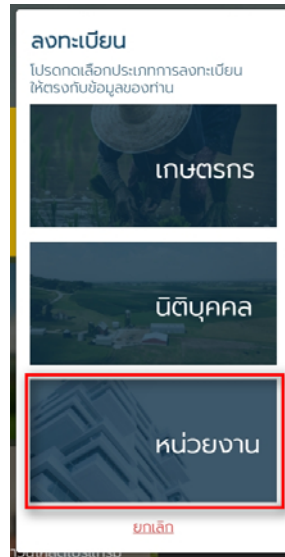 ลงทะเบียน
โปรดกดเลือกประเภทการลงทะเบียน
ให้ตรงกับข้อมูลของท่าน
เกษตรกร
นิติบุคคล
หน่วยงาน
ยกเลิก